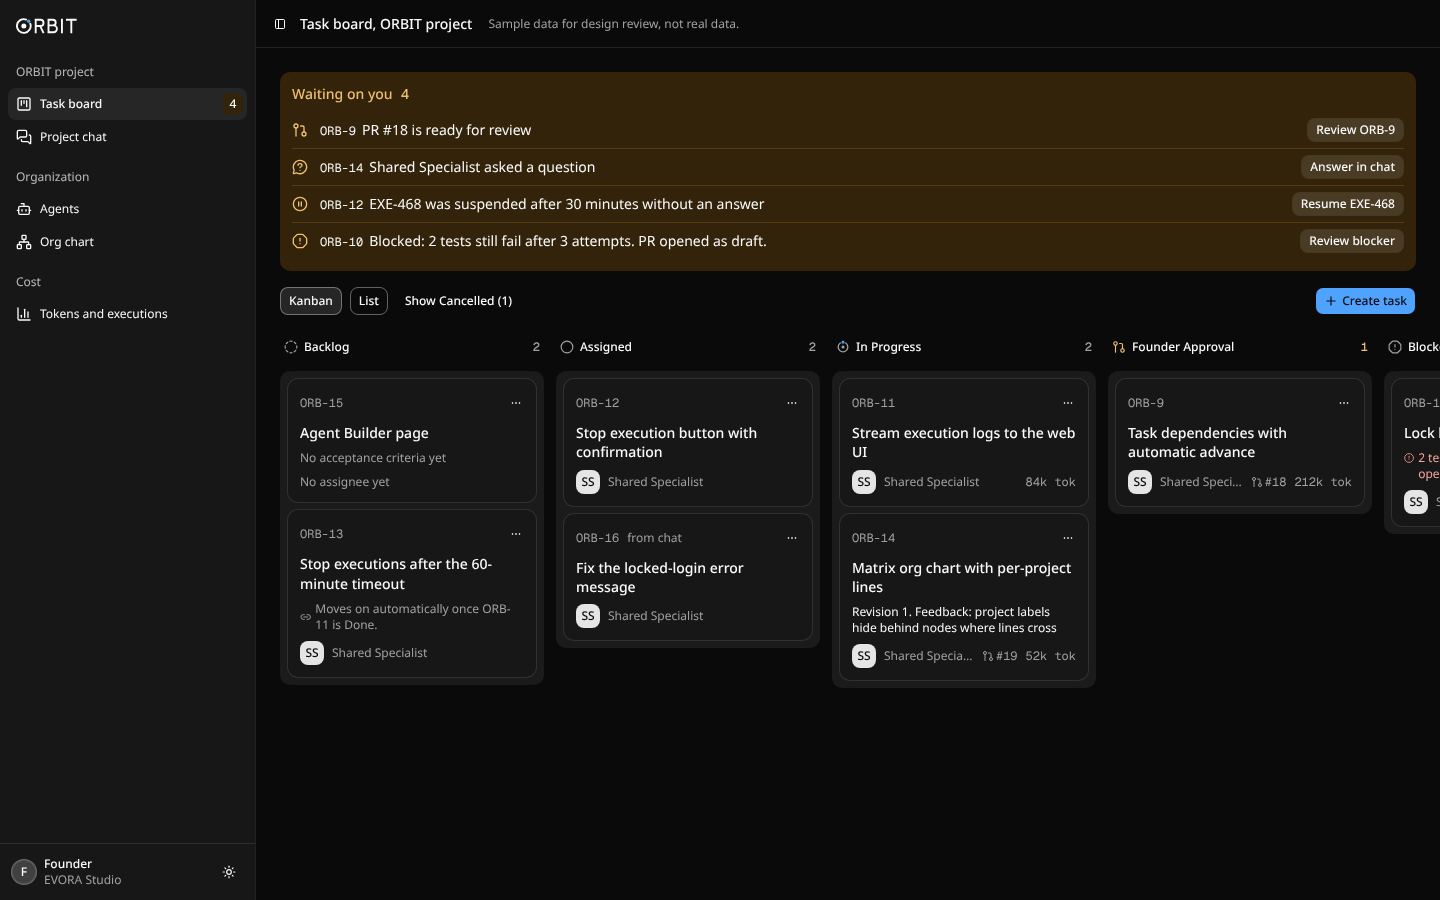 ORBIT
Task board, ORBIT project
Sample data for design review, not real data.
ORBIT project
Task board
4
Project chat
Organization
Agents
Org chart
Cost
Tokens and executions
Waiting on you 4
ORB-9 PR #18 is ready for review
Review ORB-9
ORB-14 Shared Specialist asked a question
Answer in chat
ORB-12 EXE-468 was suspended after 30 minutes without an answer
Resume EXE-468
ORB-10 Blocked: 2 tests still fail after 3 attempts. PR opened as draft.
Review blocker
Kanban
List
Show Cancelled (1)
Create task
Backlog
2
ORB-15
...
Agent Builder page
No acceptance criteria yet
No assignee yet
ORB-13
...
Stop executions after the 60-
minute timeout
Moves on automatically once ORB-
11 is Done.
SS
Shared Specialist
Assigned
2
ORB-12
...
Stop execution button with
confirmation
SS
Shared Specialist
ORB-16 from chat
...
Fix the locked-login error
message
SS
Shared Specialist
In Progress
2
ORB-11
...
Stream execution logs to the web
UI
SS
Shared Specialist
84k tok
ORB-14
...
Matrix org chart with per-project
lines
Revision 1. Feedback: project labels
hide behind nodes where lines cross
SS
Shared Specia...
#19
52k tok
Founder Approval
1
ORB-9
...
Task dependencies with
automatic advance
SS
Shared Speci...
#18
212k tok
ORB-1
Lock
2 te
SS
F
Founder
EVORA Studio